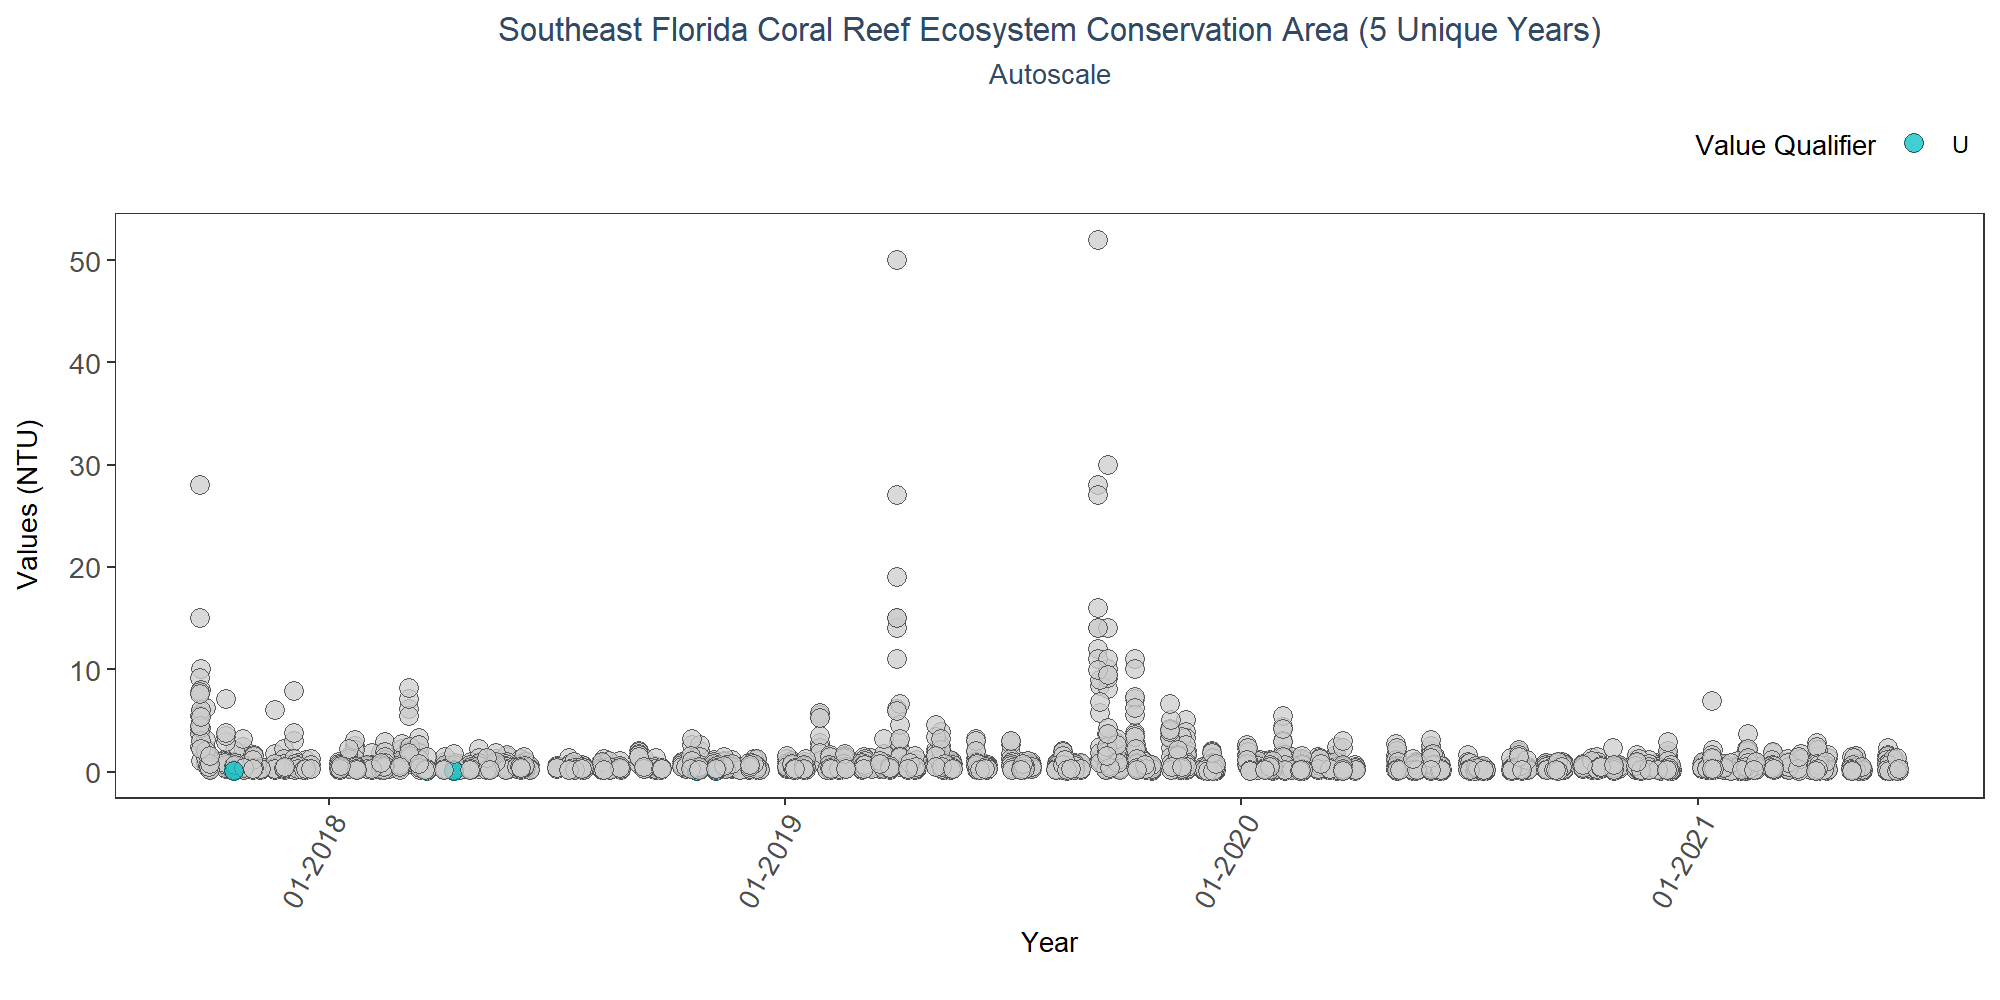 Southeast Florida Coral Reef Ecosystem Conservation Area (5 Unique Years)
Autoscale
Value Qualifier U
50
40
30
20
10
0
Values (NTU)
01-2018 01-2019 01-2020 01-2021
Year